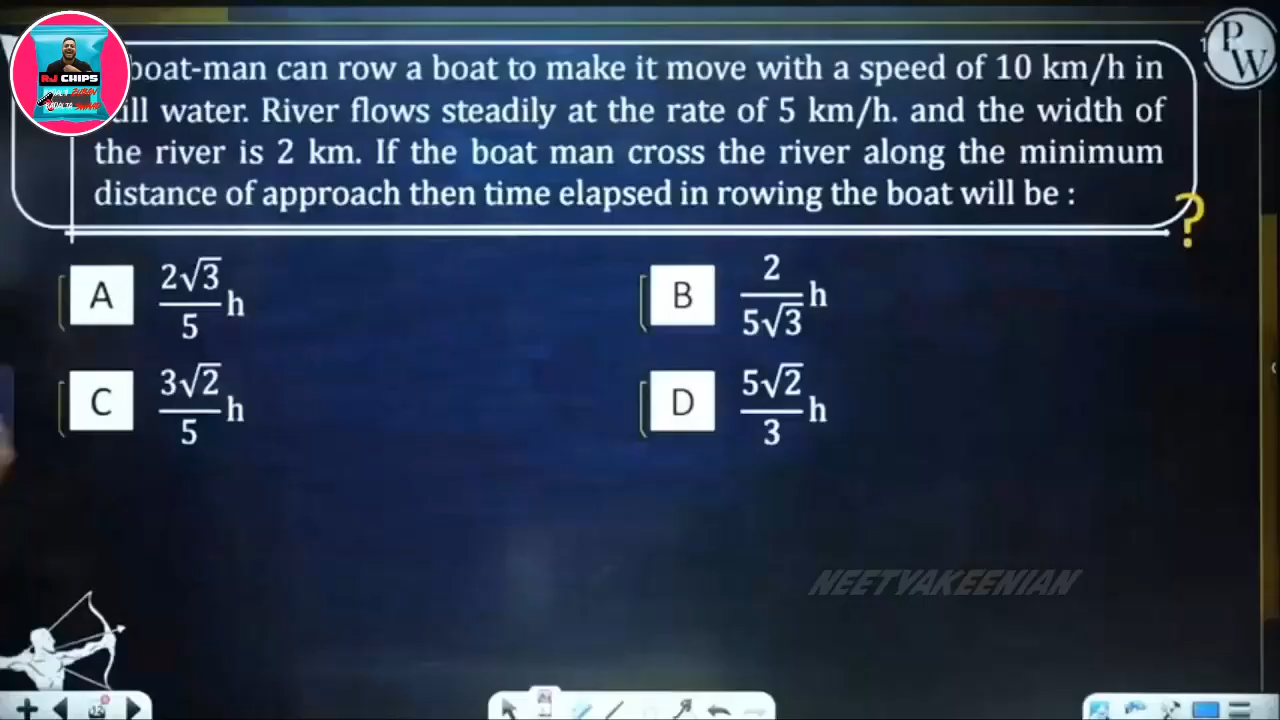 RJ CHIPS
P
W
boat-man can row a boat to make it move with a speed of 10 km/h in
ll water. River flows steadily at the rate of 5 km/h. and the width of
the river is 2 km. If the boat man cross the river along the minimum
distance of approach then time elapsed in rowing the boat will be :
?
A 2√3/5 h
B 2/5√3 h
C 3√2/5 h
D 5√2/3 h
NEETYAKEENIAN